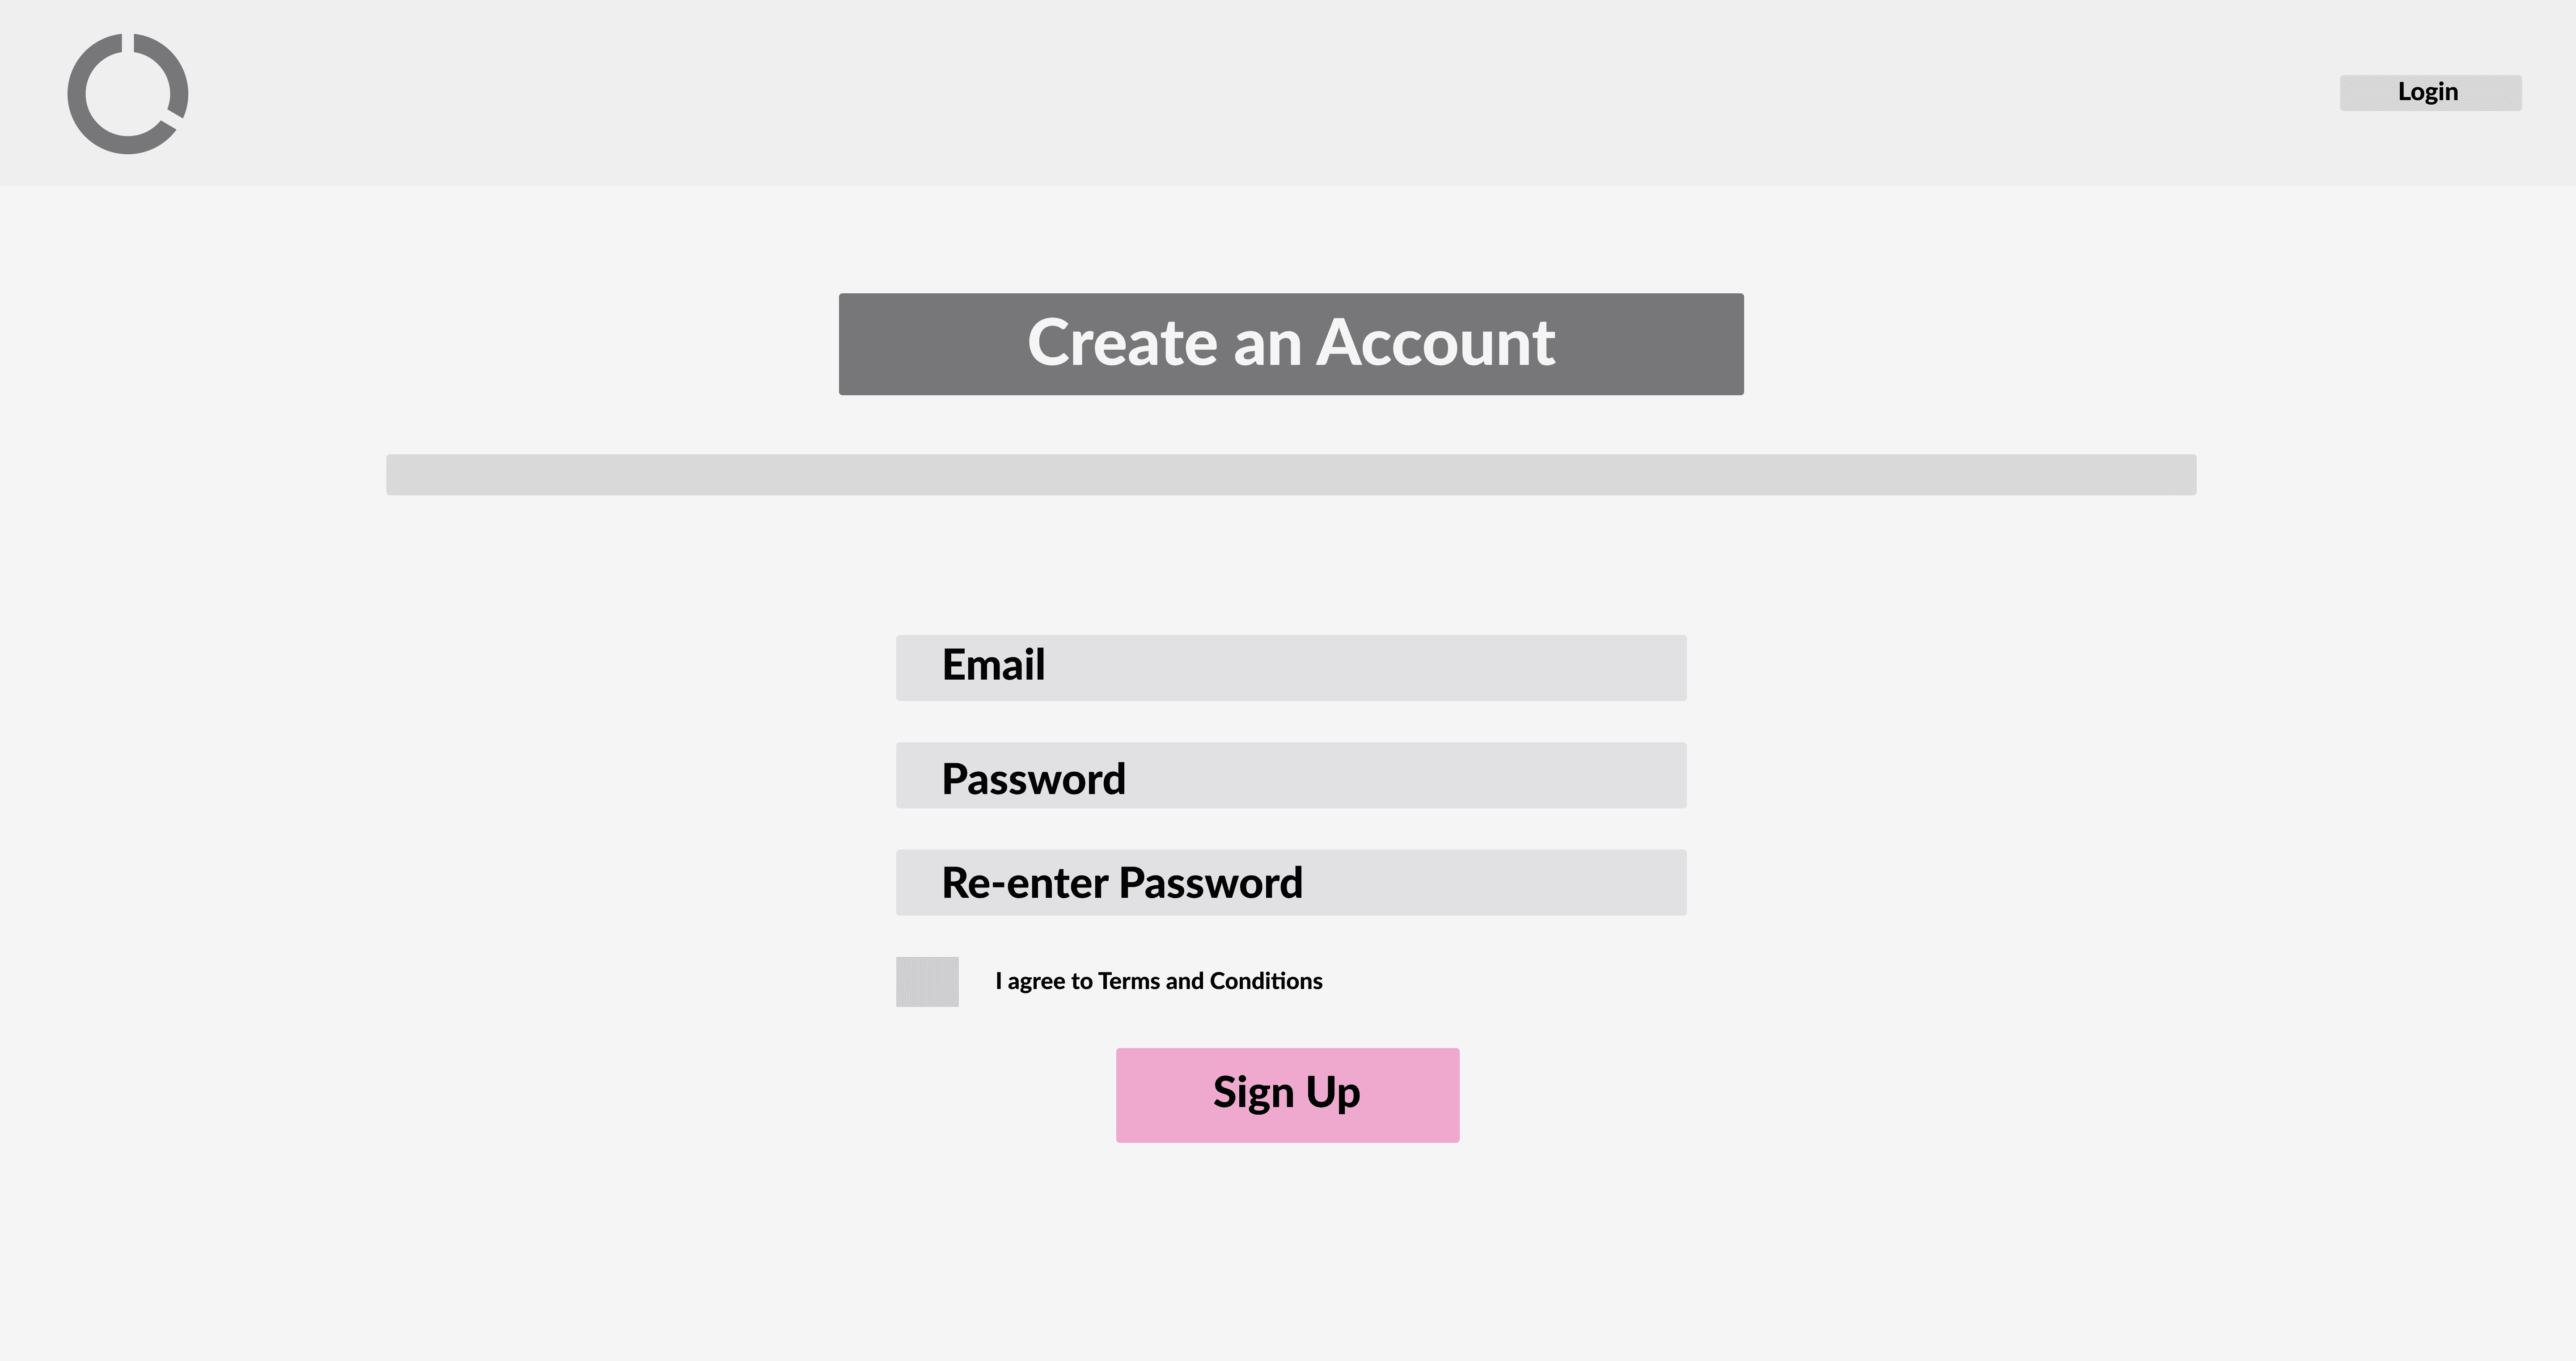 Login
Create an Account
Email
Password
Re-enter Password
I agree to Terms and Conditions
Sign Up